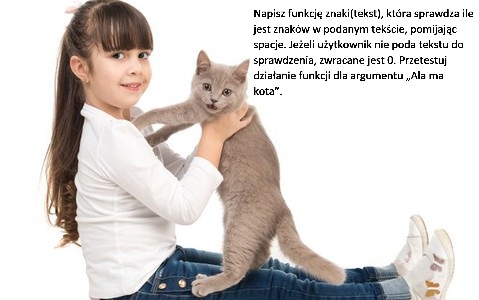 Napisz funkcję znaki(tekst), która sprawdza ile
jest znaków w podanym tekście, pomijając
spacje. Jeżeli użytkownik nie poda tekstu do
sprawdzenia, zwracane jest 0. Przetestuj
działanie funkcji dla argumentu „Ala ma
kota”.